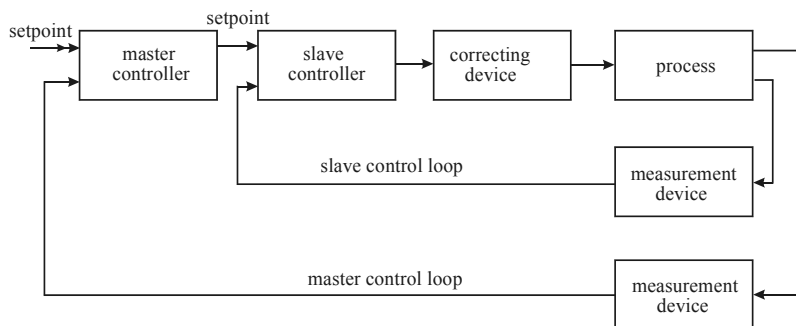 setpoint
setpoint
master
controller
slave
controller
correcting
device
process
slave control loop
measurement
device
master control loop
measurement
device